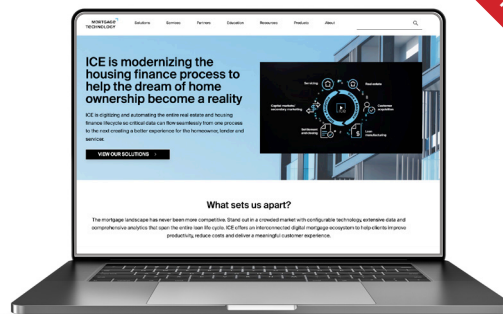 MORTGAGE
TECHNOLOGY
Solutions Services Partners Education Resources Products About
ICE is modernizing the
housing finance process to
help the dream of home
ownership become a reality
ICE is digitizing and automating the entire real estate and housing
finance lifecycle so critical data can flow seamlessly from one process
to the next creating a better experience for the homeowner, lender and
servicer.
VIEW OUR SOLUTIONS
Servicing
Real estate
Capital markets/
secondary marketing
Customer
acquisition
Settlement
and closing
Loan
manufacturing
What sets us apart?
The mortgage landscape has never been more competitive. Stand out in a crowded market with configurable technology, extensive data and
comprehensive analytics that span the entire loan life cycle. ICE offers an interconnected digital mortgage ecosystem to help clients improve
productivity, reduce costs and deliver a meaningful customer experience.